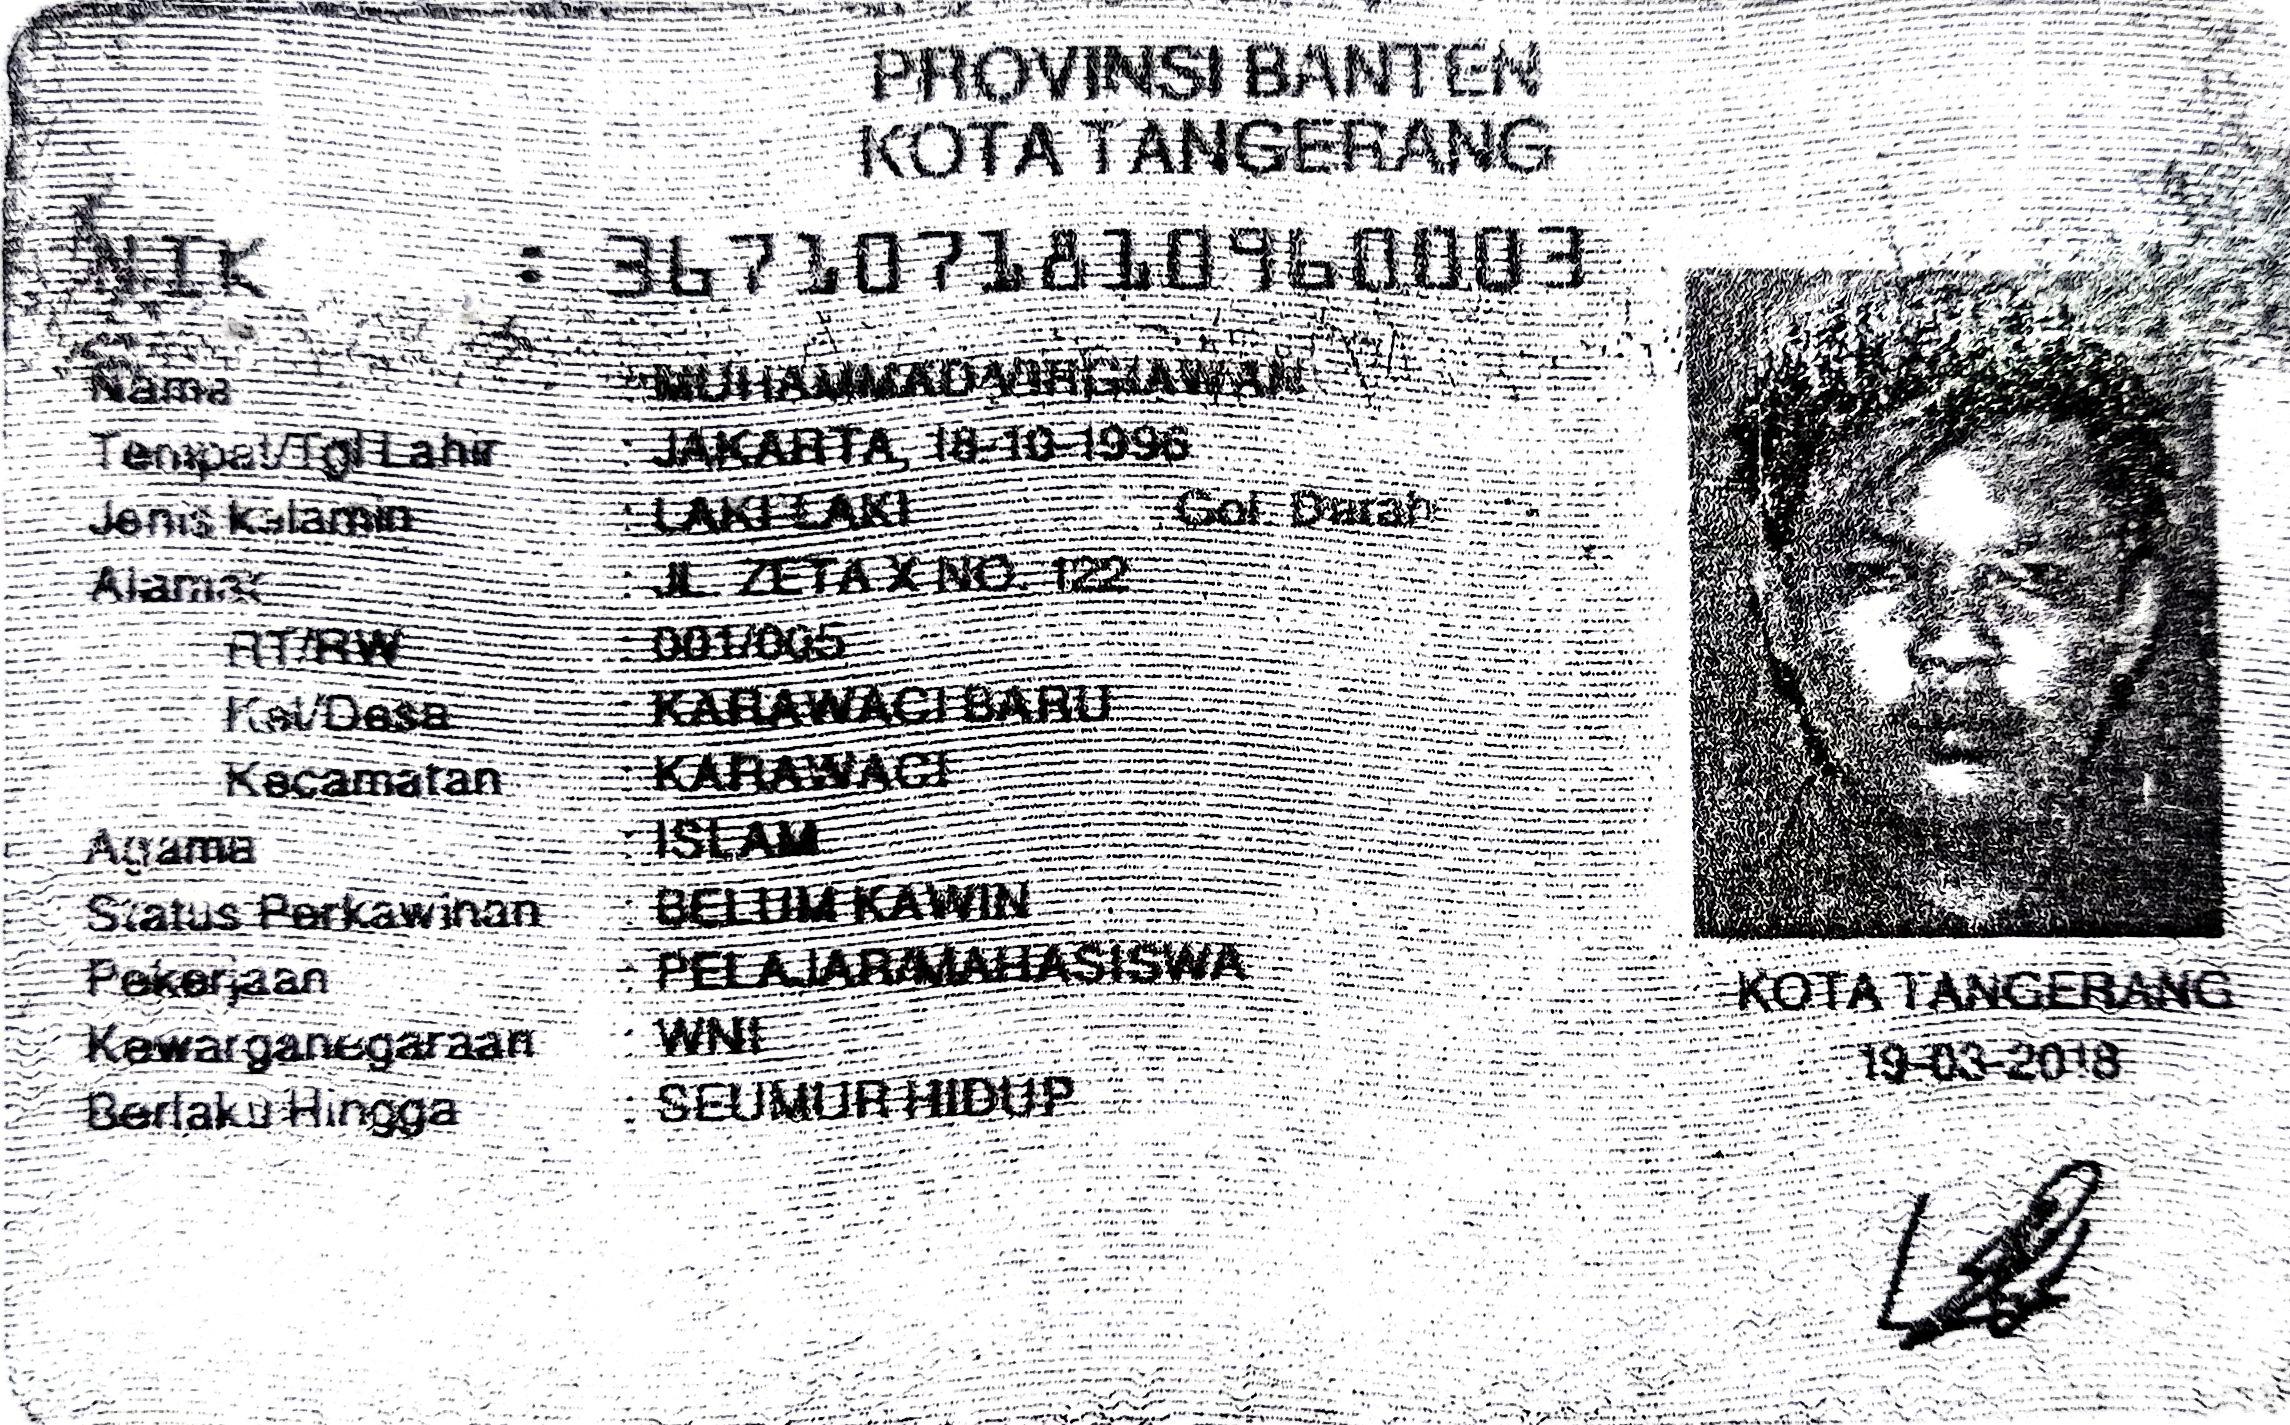 PROVINSI BANTEN
KOTA TANGERANG
NIK : 3671071810960003
Nama : MUHAMMAD VIRGIAWAN
Tempat/Tgl Lahir : JAKARTA, 18-10-1996
Jenis Kelamin : LAKI-LAKI Gol. Darah : -
Alamat : JL. ZETA X NO. 122
RT/RW : 001/005
Kel/Desa : KARAWACI BARU
Kecamatan : KARAWACI
Agama : ISLAM
Status Perkawinan : BELUM KAWIN
Pekerjaan : PELAJAR/MAHASISWA
Kewarganegaraan : WNI
Berlaku Hingga : SEUMUR HIDUP
KOTA TANGERANG
19-03-2018